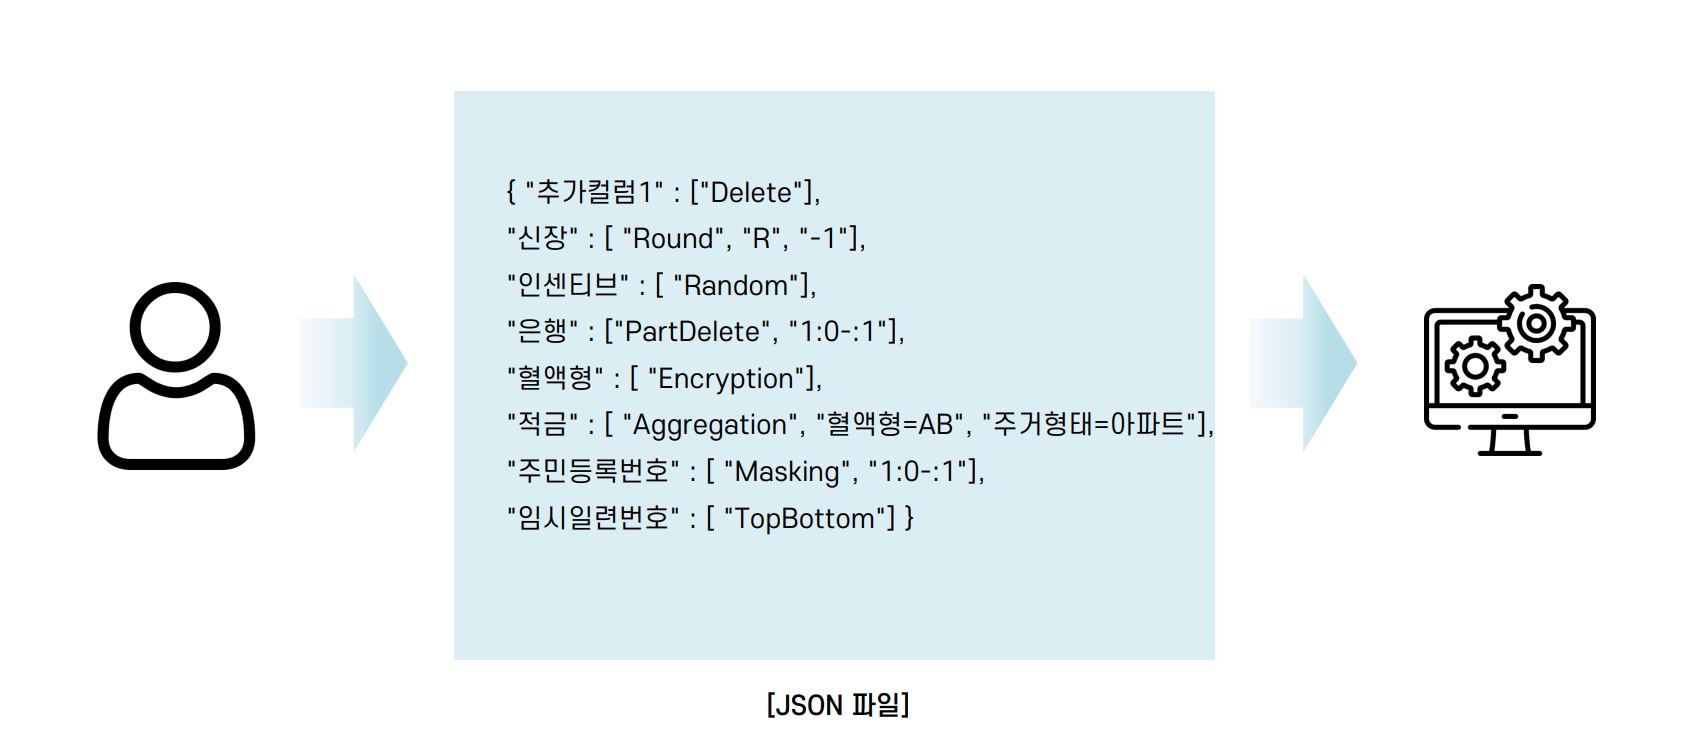 { "추가컬럼1" : ["Delete"],
"신장" : [ "Round", "R", "-1"],
"인센티브" : [ "Random"],
"은행" : ["PartDelete", "1:0-:1"],
"혈액형" : [ "Encryption"],
"적금" : [ "Aggregation", "혈액형=AB", "주거형태=아파트"],
"주민등록번호" : [ "Masking", "1:0-:1"],
"임시일련번호" : [ "TopBottom"] }
[JSON 파일]